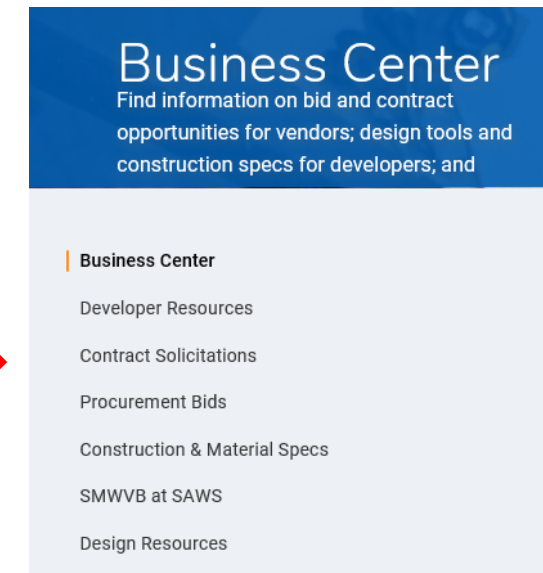 Business Center
Find information on bid and contract
opportunities for vendors; design tools and
construction specs for developers; and
Business Center
Developer Resources
Contract Solicitations
Procurement Bids
Construction & Material Specs
SMWVB at SAWS
Design Resources